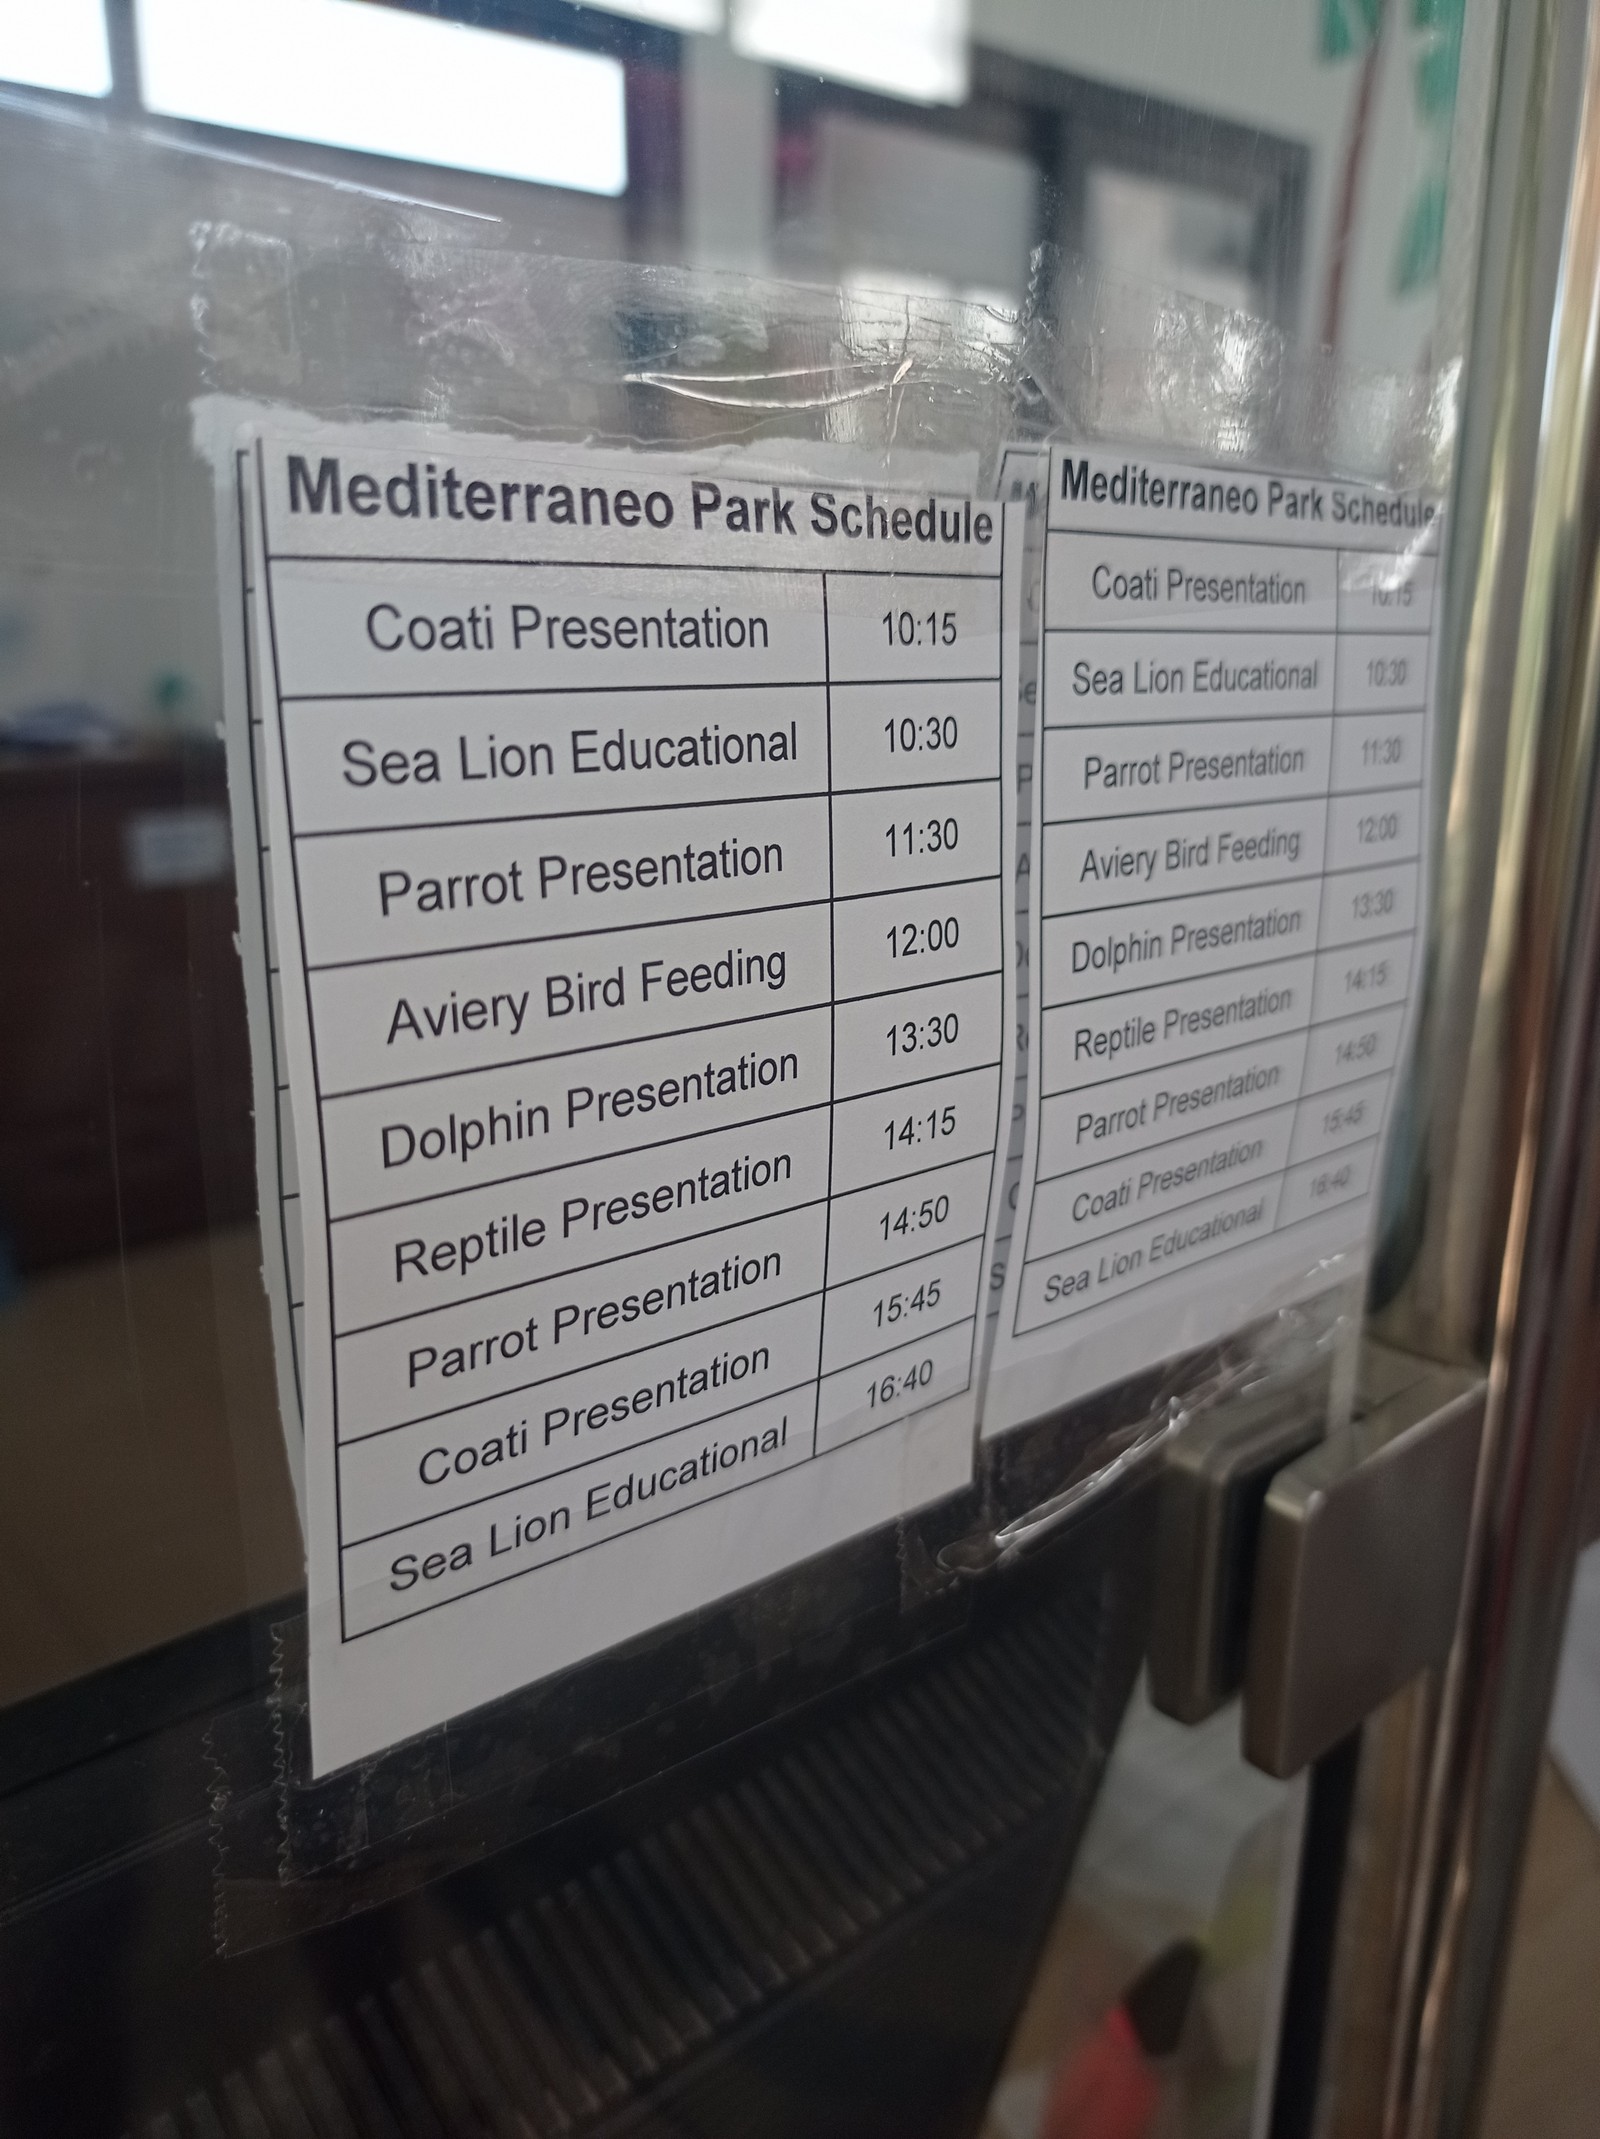 Mediterraneo Park Schedule
Coati Presentation 10:15
Sea Lion Educational 10:30
Parrot Presentation 11:30
Aviery Bird Feeding 12:00
Dolphin Presentation 13:30
Reptile Presentation 14:15
Parrot Presentation 14:50
Coati Presentation 15:45
Sea Lion Educational 16:40
Mediterraneo Park Schedule
Coati Presentation 10:15
Sea Lion Educational 10:30
Parrot Presentation 11:30
Aviery Bird Feeding 12:00
Dolphin Presentation 13:30
Reptile Presentation 14:15
Parrot Presentation 14:50
Coati Presentation 15:45
Sea Lion Educational 16:40